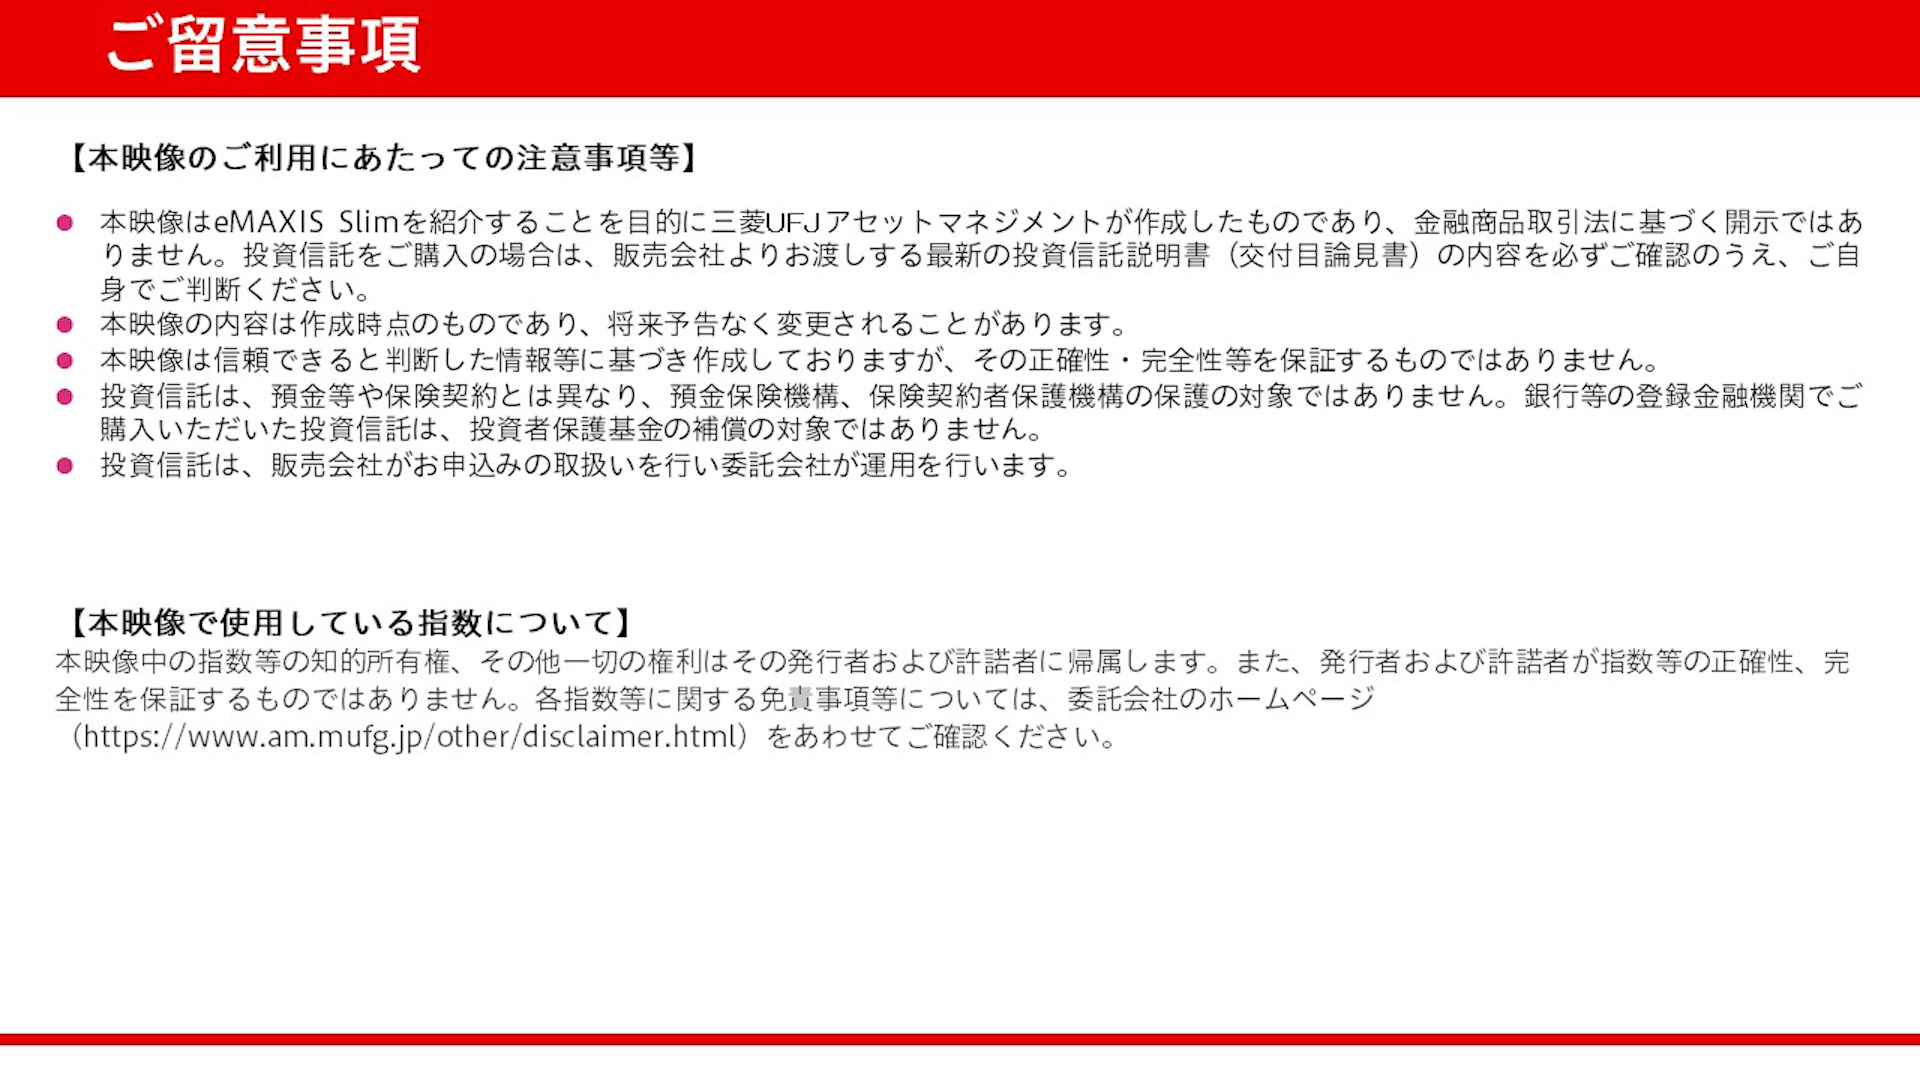 ご留意事項
【本映像のご利用にあたっての注意事項等】
● 本映像はeMAXIS Slimを紹介することを目的に三菱UFJアセットマネジメントが作成したものであり、金融商品取引法に基づく開示ではあ
りません。投資信託をご購入の場合は、販売会社よりお渡しする最新の投資信託説明書（交付目論見書）の内容を必ずご確認のうえ、ご自
身でご判断ください。
● 本映像の内容は作成時点のものであり、将来予告なく変更されることがあります。
● 本映像は信頼できると判断した情報等に基づき作成しておりますが、その正確性・完全性等を保証するものではありません。
● 投資信託は、預金等や保険契約とは異なり、預金保険機構、保険契約者保護機構の保護の対象ではありません。銀行等の登録金融機関でご
購入いただいた投資信託は、投資者保護基金の補償の対象ではありません。
● 投資信託は、販売会社がお申込みの取扱いを行い委託会社が運用を行います。
【本映像で使用している指数について】
本映像中の指数等の知的所有権、その他一切の権利はその発行者および許諾者に帰属します。また、発行者および許諾者が指数等の正確性、完
全性を保証するものではありません。各指数等に関する免責事項等については、委託会社のホームページ
（https://www.am.mufg.jp/other/disclaimer.html）をあわせてご確認ください。